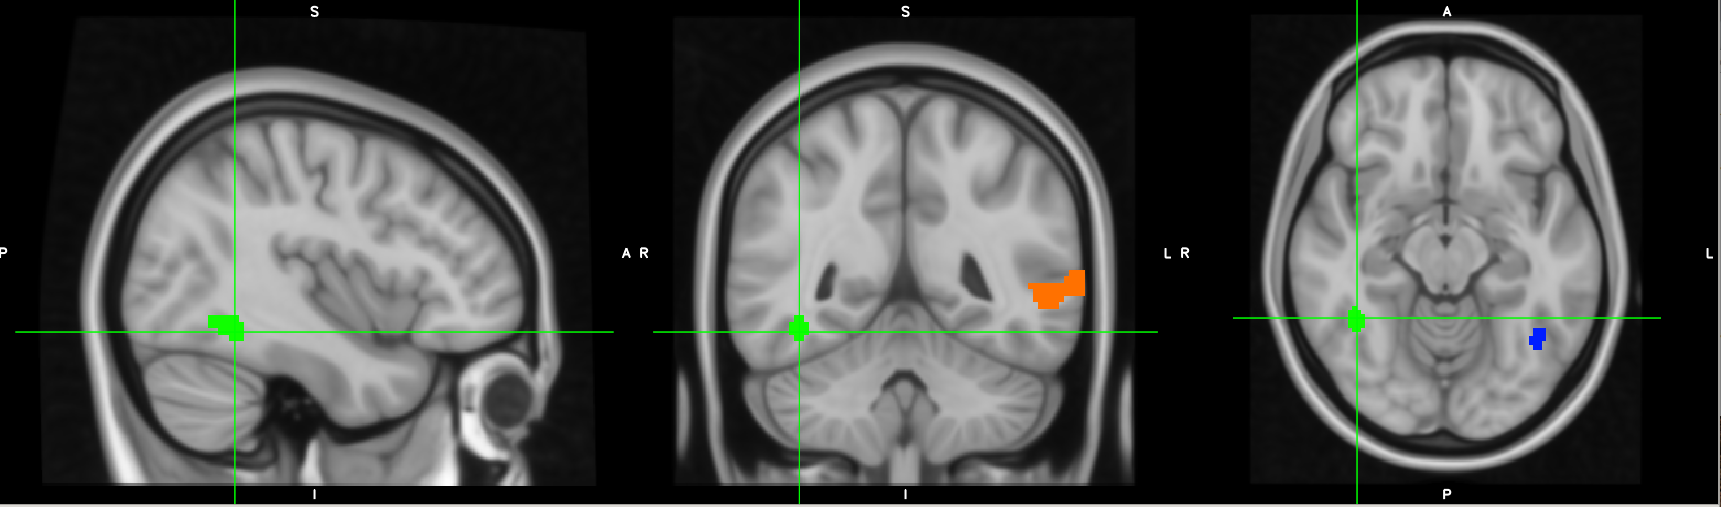 S S A
P A R L R L
I I P